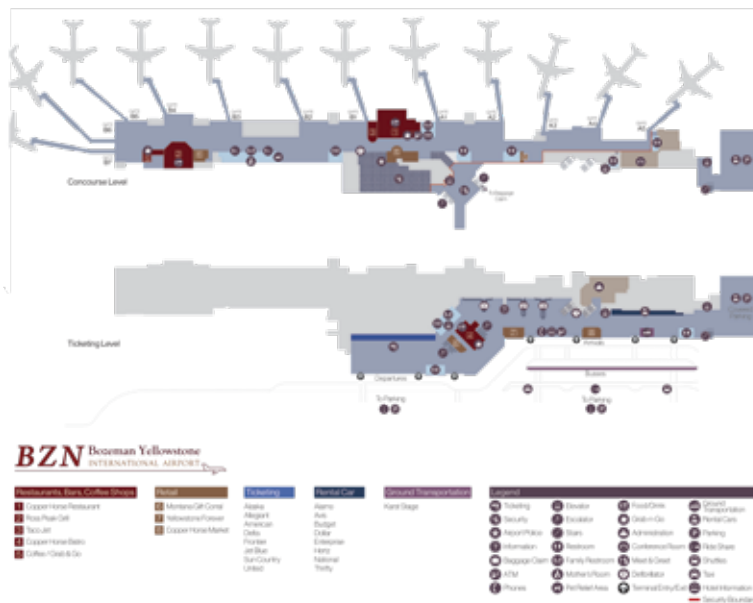 Concourse Level
Ticketing Level
Departures
Arrivals
Busses
To Parking
To Parking
BZN Bozeman Yellowstone
INTERNATIONAL AIRPORT
Restaurants, Bars, Coffee Shops
1 Copper Horse Restaurant
2 Ross Peak Grill
3 Taco Jet
4 Copper Horse Bistro
5 Coffee / Grab & Go
Retail
Montana Gift Corral
Yellowstone Forever
Copper Horse Market
Ticketing
Alaska
Allegiant
American
Delta
Frontier
Jet Blue
Sun Country
United
Rental Car
Alamo
Avis
Budget
Dollar
Enterprise
Hertz
National
Thrifty
Ground Transportation
Karst Stage
Legend
Ticketing
Security
Airport Police
Information
Baggage Claim
ATM
Phones
Elevator
Escalator
Stairs
Restroom
Family Restroom
Mother's Room
Pet Relief Area
Food/Drink
Grab-n-Go
Administration
Conference Room
Meet & Greet
Defibrillator
Terminal Entry/Exit
Ground
Transportation
Rental Cars
Parking
Ride Share
Shuttles
Taxi
Hotel Information
Security Boundary